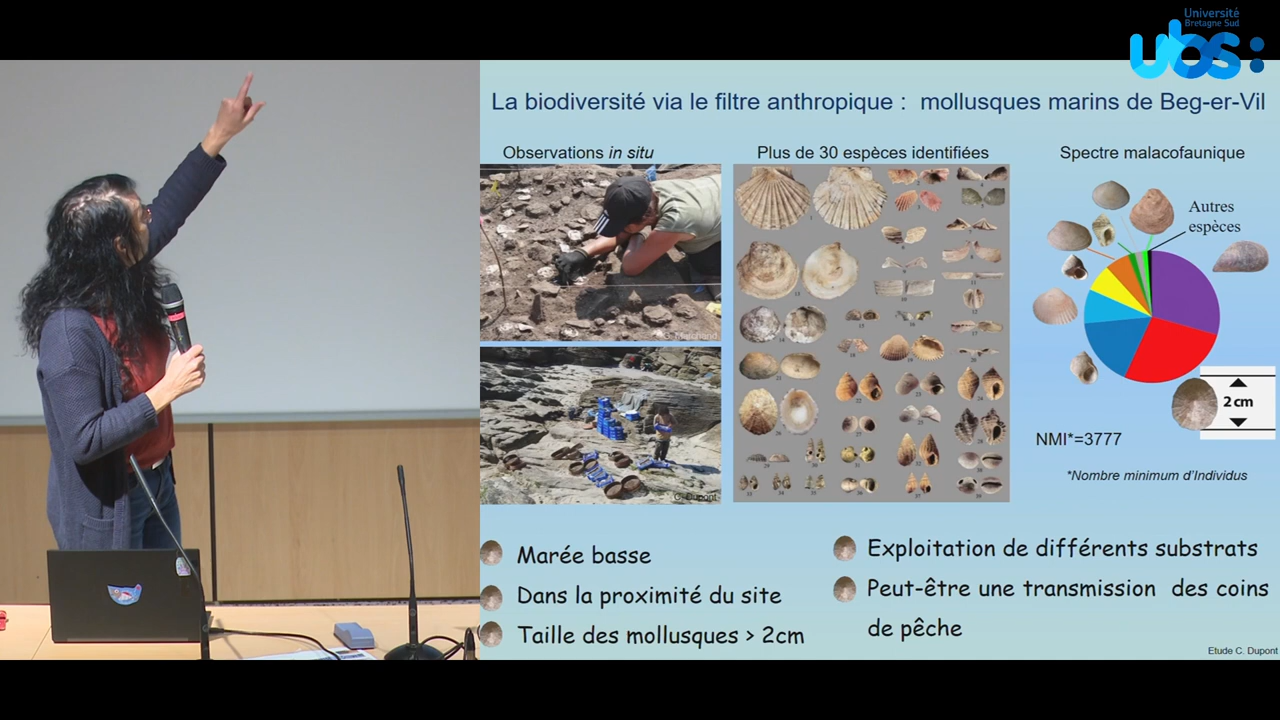 Université
Bretagne Sud
ubs:
La biodiversité via le filtre anthropique : mollusques marins de Beg-er-Vil
Observations in situ
Plus de 30 espèces identifiées
Spectre malacofaunique
Autres
espèces
2 cm
NMI*=3777
*Nombre minimum d'Individus
C. Dupont
Marée basse
Dans la proximité du site
Taille des mollusques > 2cm
Exploitation de différents substrats
Peut-être une transmission des coins
de pêche
Etude C. Dupont